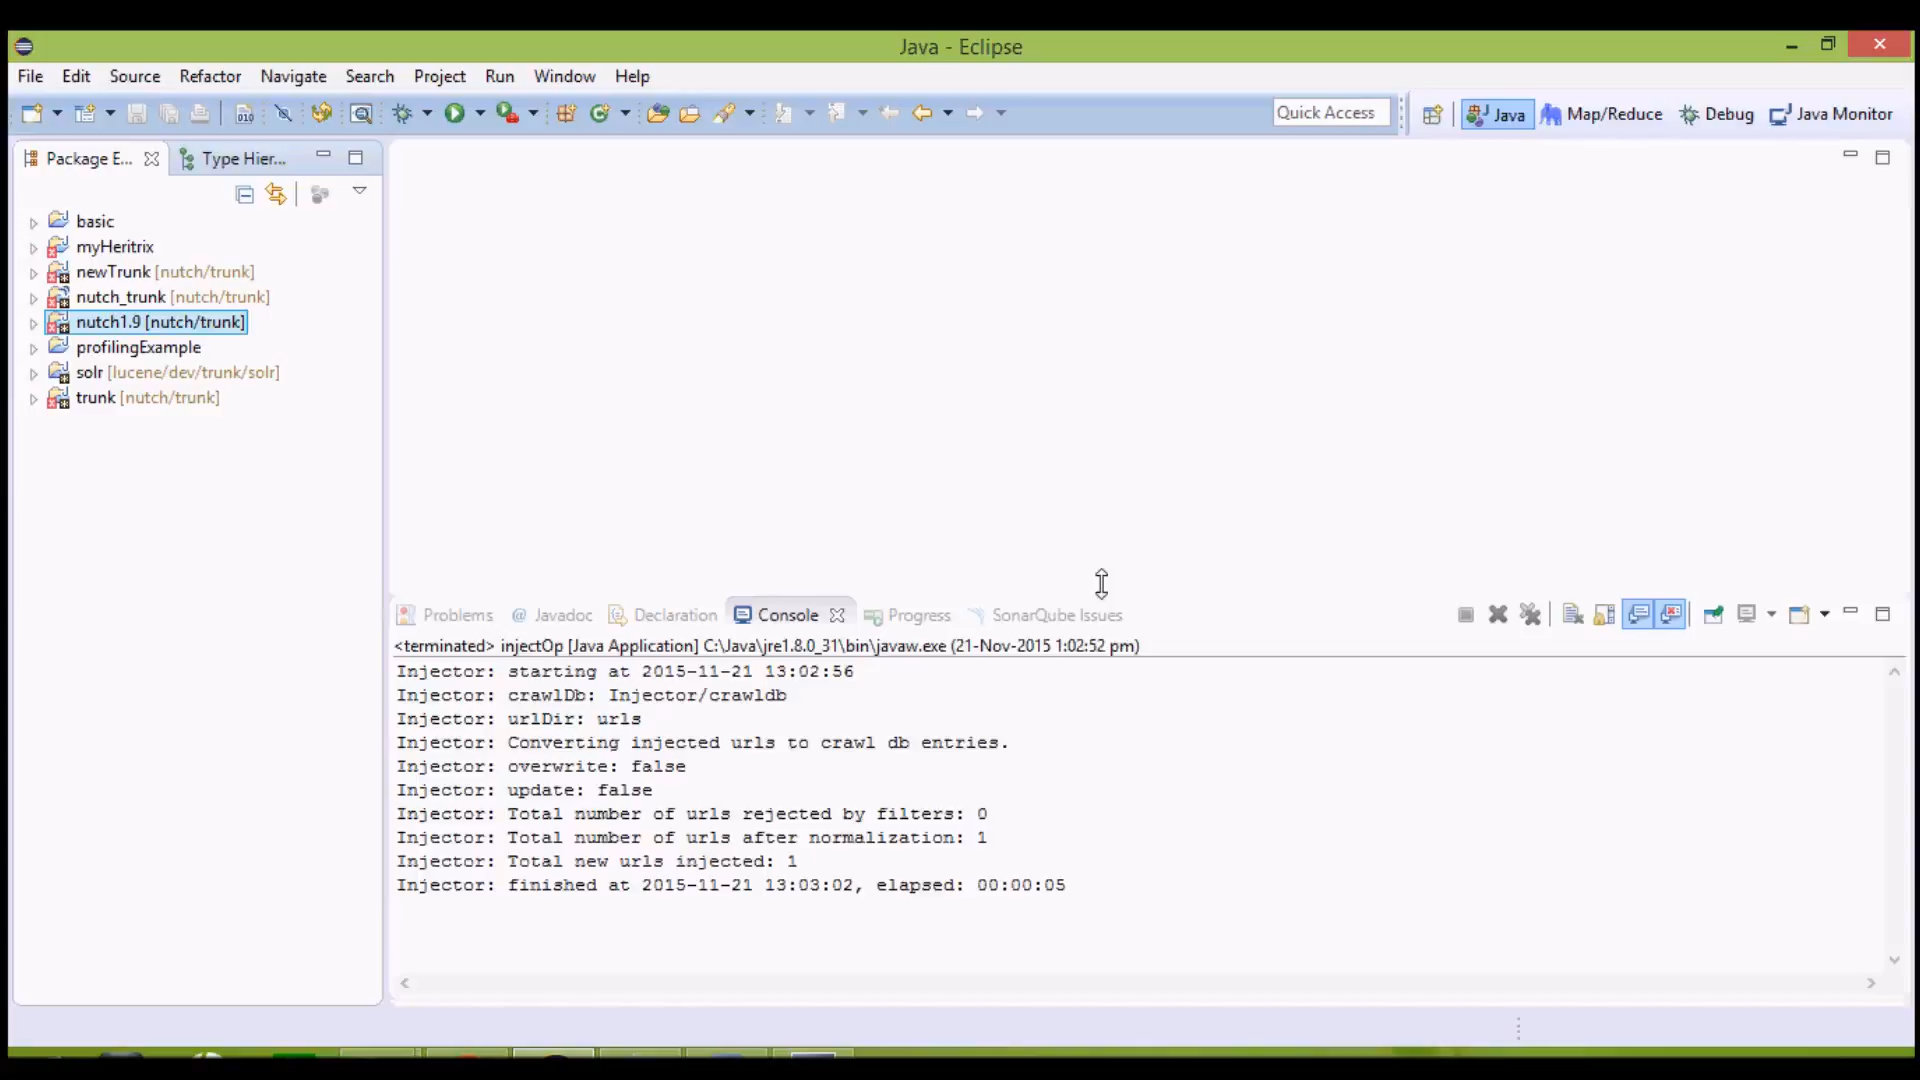 Java - Eclipse
File Edit Source Refactor Navigate Search Project Run Window Help
010 Quick Access Java Map/Reduce Debug Java Monitor
Package E... Type Hier...
basic
myHeritrix
newTrunk [nutch/trunk]
nutch_trunk [nutch/trunk]
nutch1.9 [nutch/trunk]
profilingExample
solr [lucene/dev/trunk/solr]
trunk [nutch/trunk]
Problems @ Javadoc Declaration Console Progress SonarQube Issues
<terminated> injectOp [Java Application] C:\Java\jre1.8.0_31\bin\javaw.exe (21-Nov-2015 1:02:52 pm)
Injector: starting at 2015-11-21 13:02:56
Injector: crawlDb: Injector/crawldb
Injector: urlDir: urls
Injector: Converting injected urls to crawl db entries.
Injector: overwrite: false
Injector: update: false
Injector: Total number of urls rejected by filters: 0
Injector: Total number of urls after normalization: 1
Injector: Total new urls injected: 1
Injector: finished at 2015-11-21 13:03:02, elapsed: 00:00:05